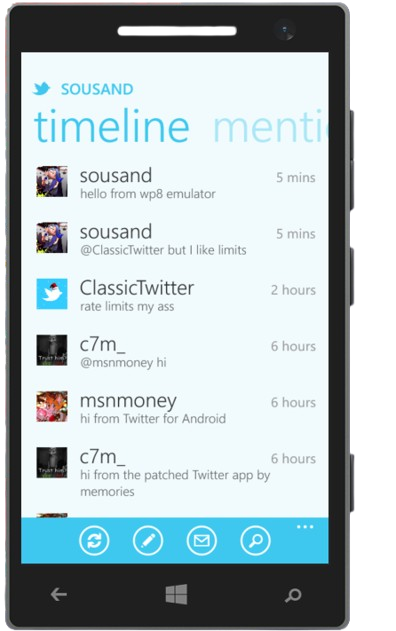 SOUSAND
timeline menti
sousand 5 mins
hello from wp8 emulator
sousand 5 mins
@ClassicTwitter but I like limits
ClassicTwitter 2 hours
rate limits my ass
c7m_ 6 hours
@msnmoney hi
msnmoney 6 hours
hi from Twitter for Android
c7m_ 6 hours
hi from the patched Twitter app by
memories